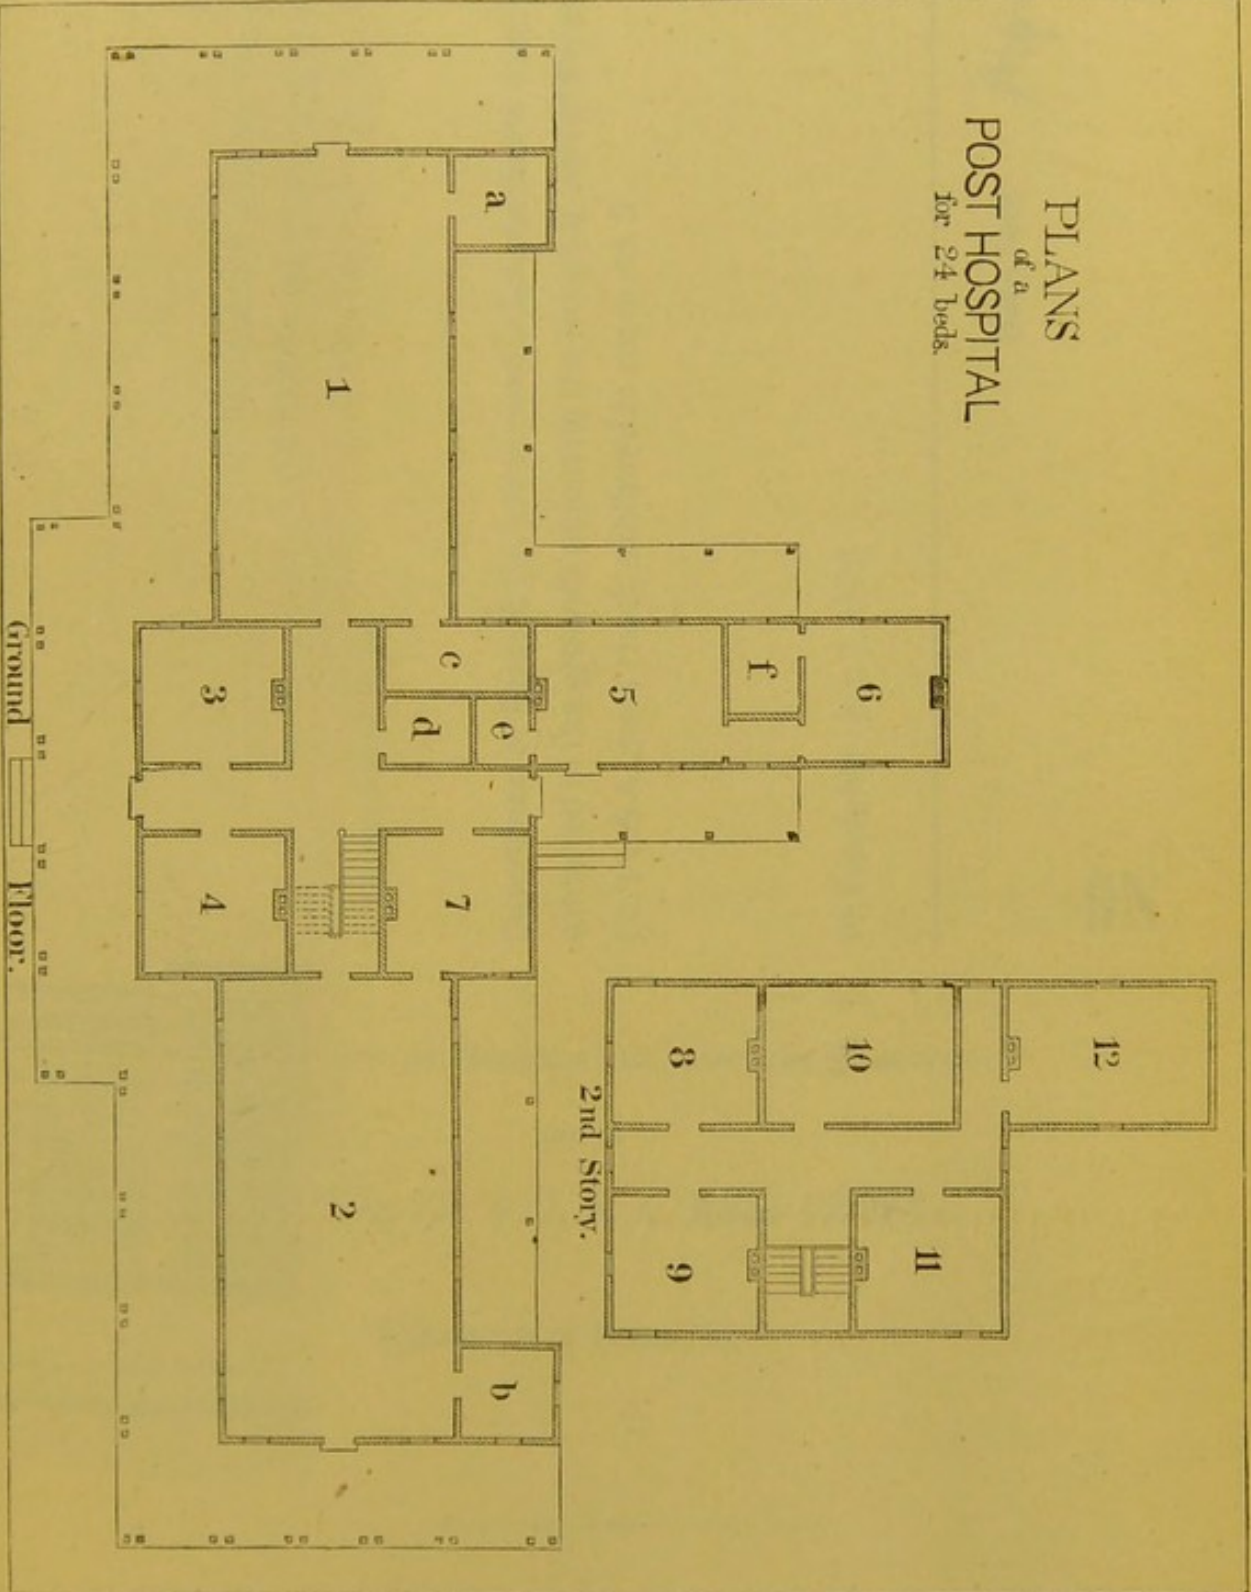 PLANS
of a
POST HOSPITAL
for 24 beds.
12
10
8
11
9
2nd Story.
6
f
5
a
c
e
d
7
b
1
2
3
4
Ground Floor.